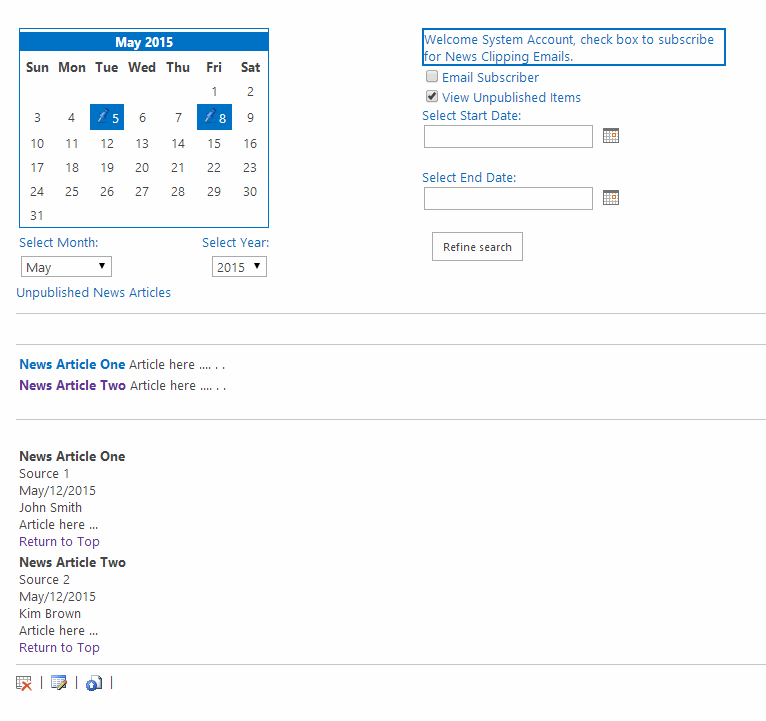 May 2015
Sun Mon Tue Wed Thu Fri Sat
1 2
3 4 5 6 7 8 9
10 11 12 13 14 15 16
17 18 19 20 21 22 23
24 25 26 27 28 29 30
31
Select Month: Select Year:
May 2015
Unpublished News Articles
Welcome System Account, check box to subscribe
for News Clipping Emails.
Email Subscriber
View Unpublished Items
Select Start Date:
Select End Date:
Refine search
News Article One Article here .... . .
News Article Two Article here .... . .
News Article One
Source 1
May/12/2015
John Smith
Article here ...
Return to Top
News Article Two
Source 2
May/12/2015
Kim Brown
Article here ...
Return to Top
| | |